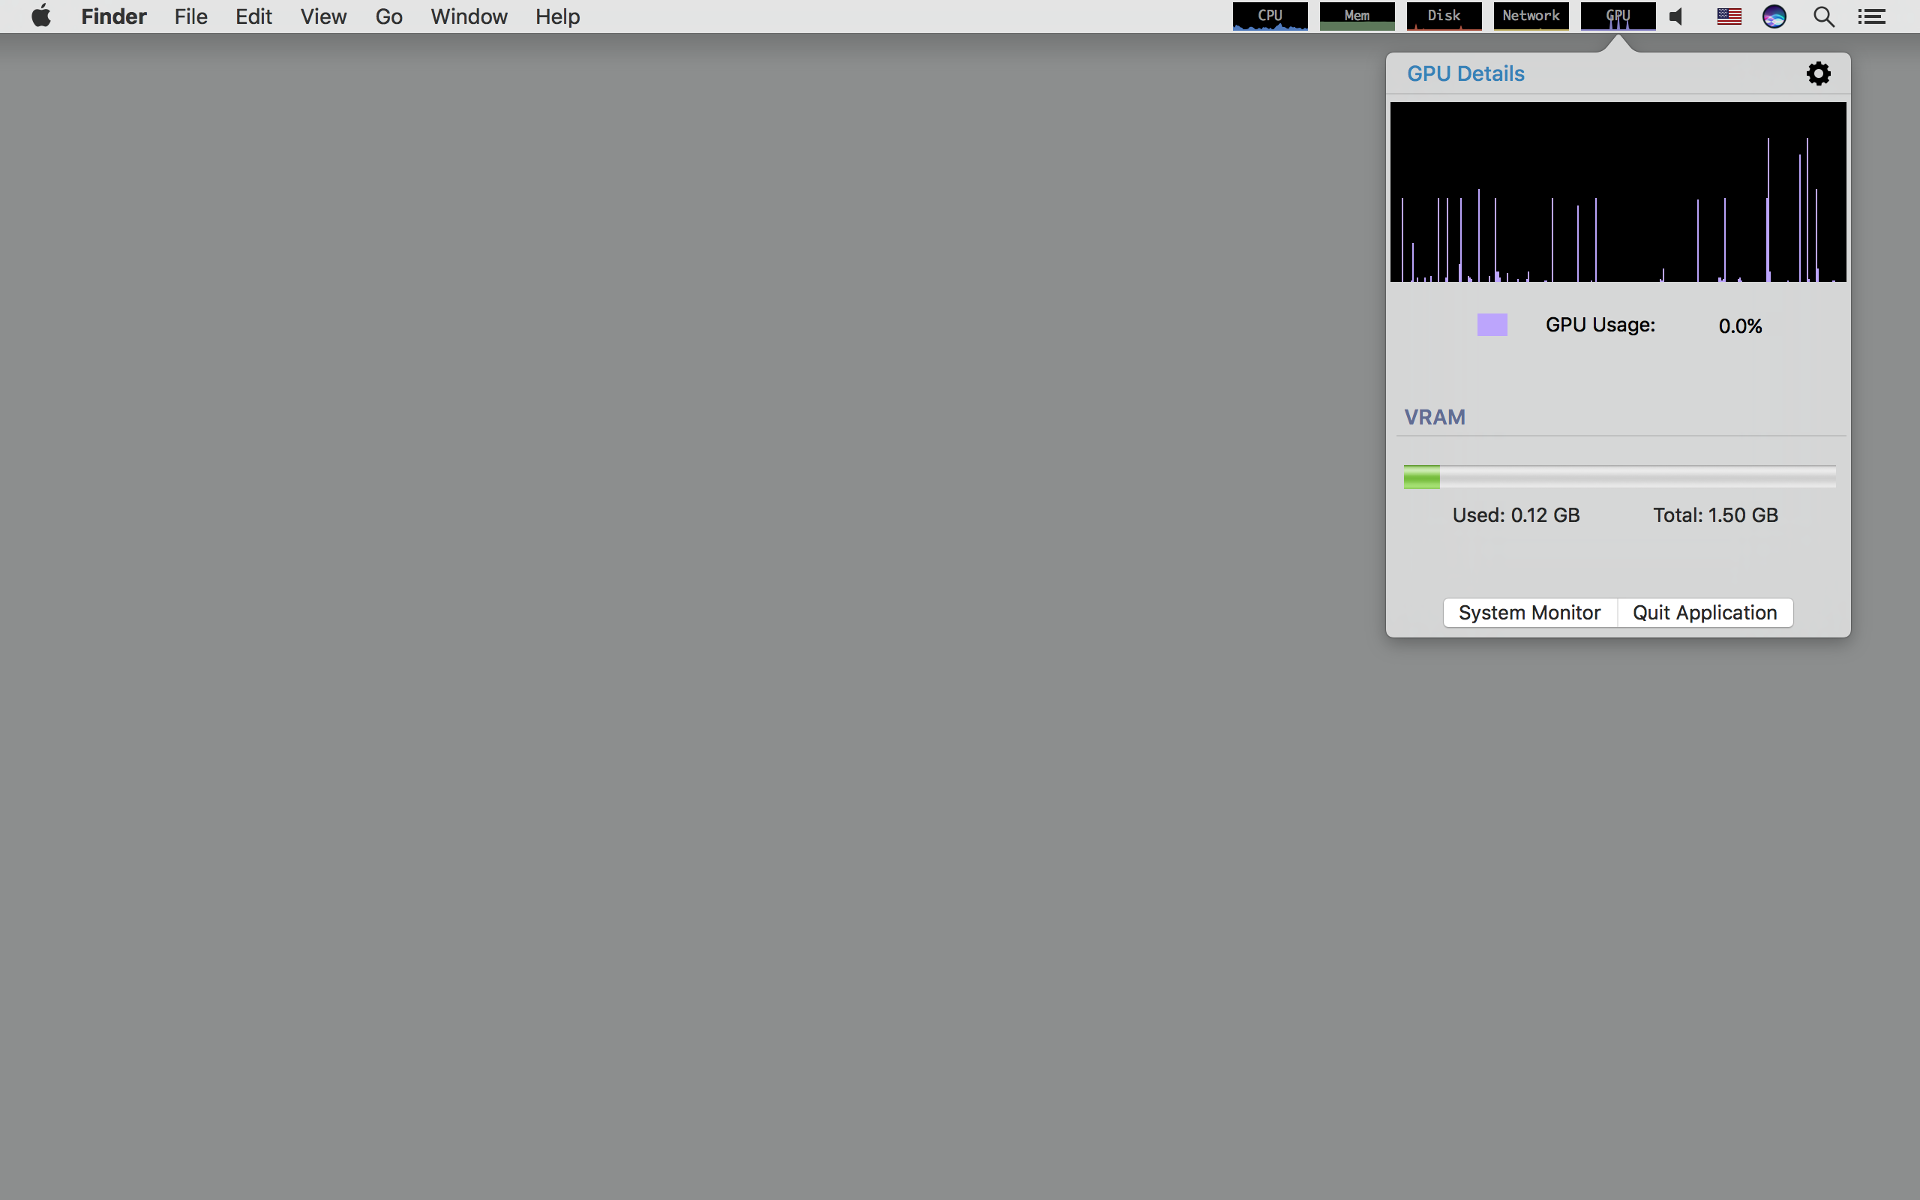 Finder File Edit View Go Window Help CPU Mem Disk Network GPU
GPU Details
GPU Usage: 0.0%
VRAM
Used: 0.12 GB Total: 1.50 GB
System Monitor Quit Application